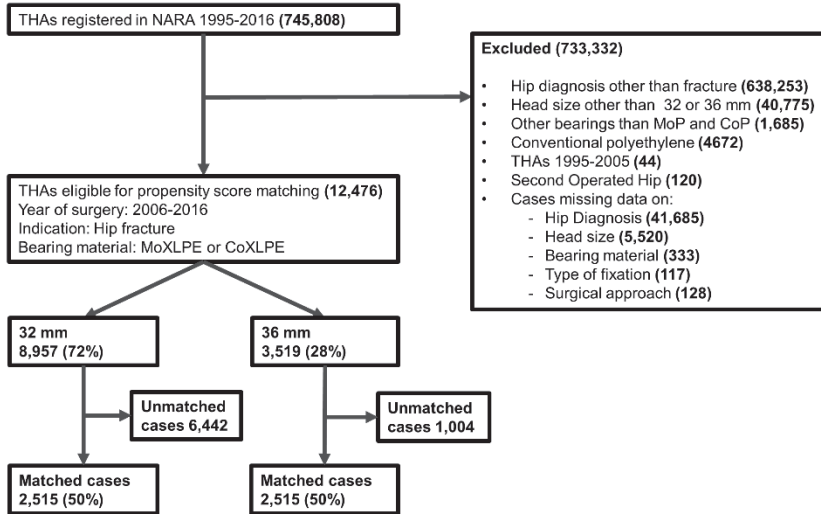 THAs registered in NARA 1995-2016 (745,808)
Excluded (733,332)
• Hip diagnosis other than fracture (638,253)
• Head size other than 32 or 36 mm (40,775)
• Other bearings than MoP and CoP (1,685)
• Conventional polyethylene (4672)
• THAs 1995-2005 (44)
• Second Operated Hip (120)
• Cases missing data on:
- Hip Diagnosis (41,685)
- Head size (5,520)
- Bearing material (333)
- Type of fixation (117)
- Surgical approach (128)
THAs eligible for propensity score matching (12,476)
Year of surgery: 2006-2016
Indication: Hip fracture
Bearing material: MoXLPE or CoXLPE
32 mm
8,957 (72%)
36 mm
3,519 (28%)
Unmatched
cases 6,442
Unmatched
cases 1,004
Matched cases
2,515 (50%)
Matched cases
2,515 (50%)